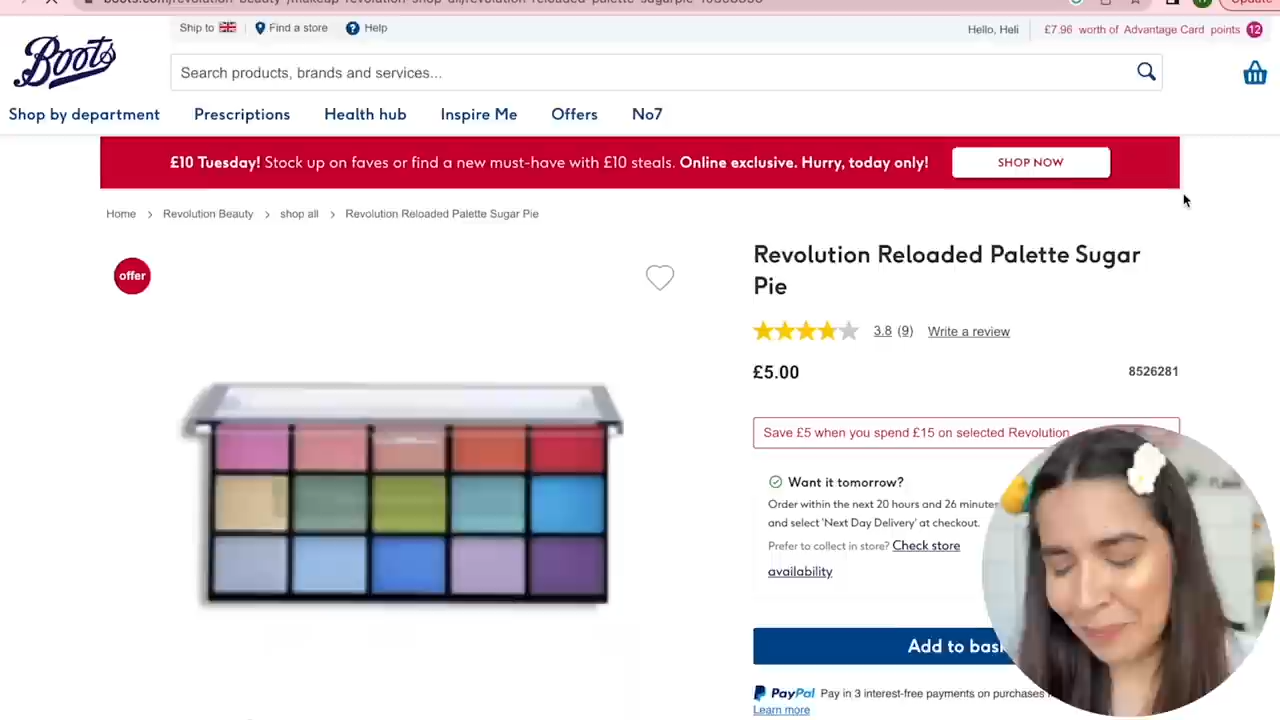 Ship to
Find a store
Help
Hello, Heli
£7.96 worth of Advantage Card points
12
Boots
Search products, brands and services...
Shop by department
Prescriptions
Health hub
Inspire Me
Offers
No7
£10 Tuesday! Stock up on faves or find a new must-have with £10 steals. Online exclusive. Hurry, today only!
SHOP NOW
Home > Revolution Beauty > shop all > Revolution Reloaded Palette Sugar Pie
offer
Revolution Reloaded Palette Sugar
Pie
3.8 (9) Write a review
£5.00
8526281
Save £5 when you spend £15 on selected Revolution
Want it tomorrow?
Order within the next 20 hours and 26 minutes
and select 'Next Day Delivery' at checkout.
Prefer to collect in store? Check store
availability
Add to
PayPal Pay in 3 interest-free payments on purchases
Learn more